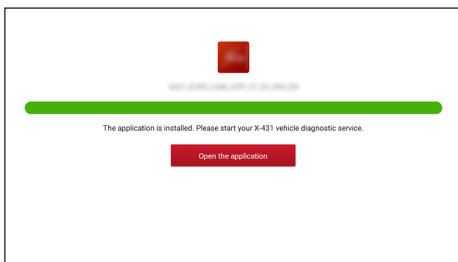 The application is installed. Please start your X-431 vehicle diagnostic service.
Open the application